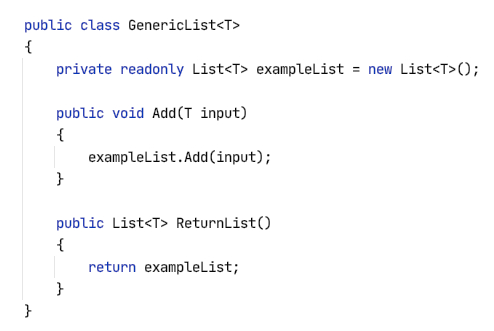 public class GenericList<T>
{
    private readonly List<T> exampleList = new List<T>();
    public void Add(T input)
    {
        exampleList.Add(input);
    }
    public List<T> ReturnList()
    {
        return exampleList;
    }
}